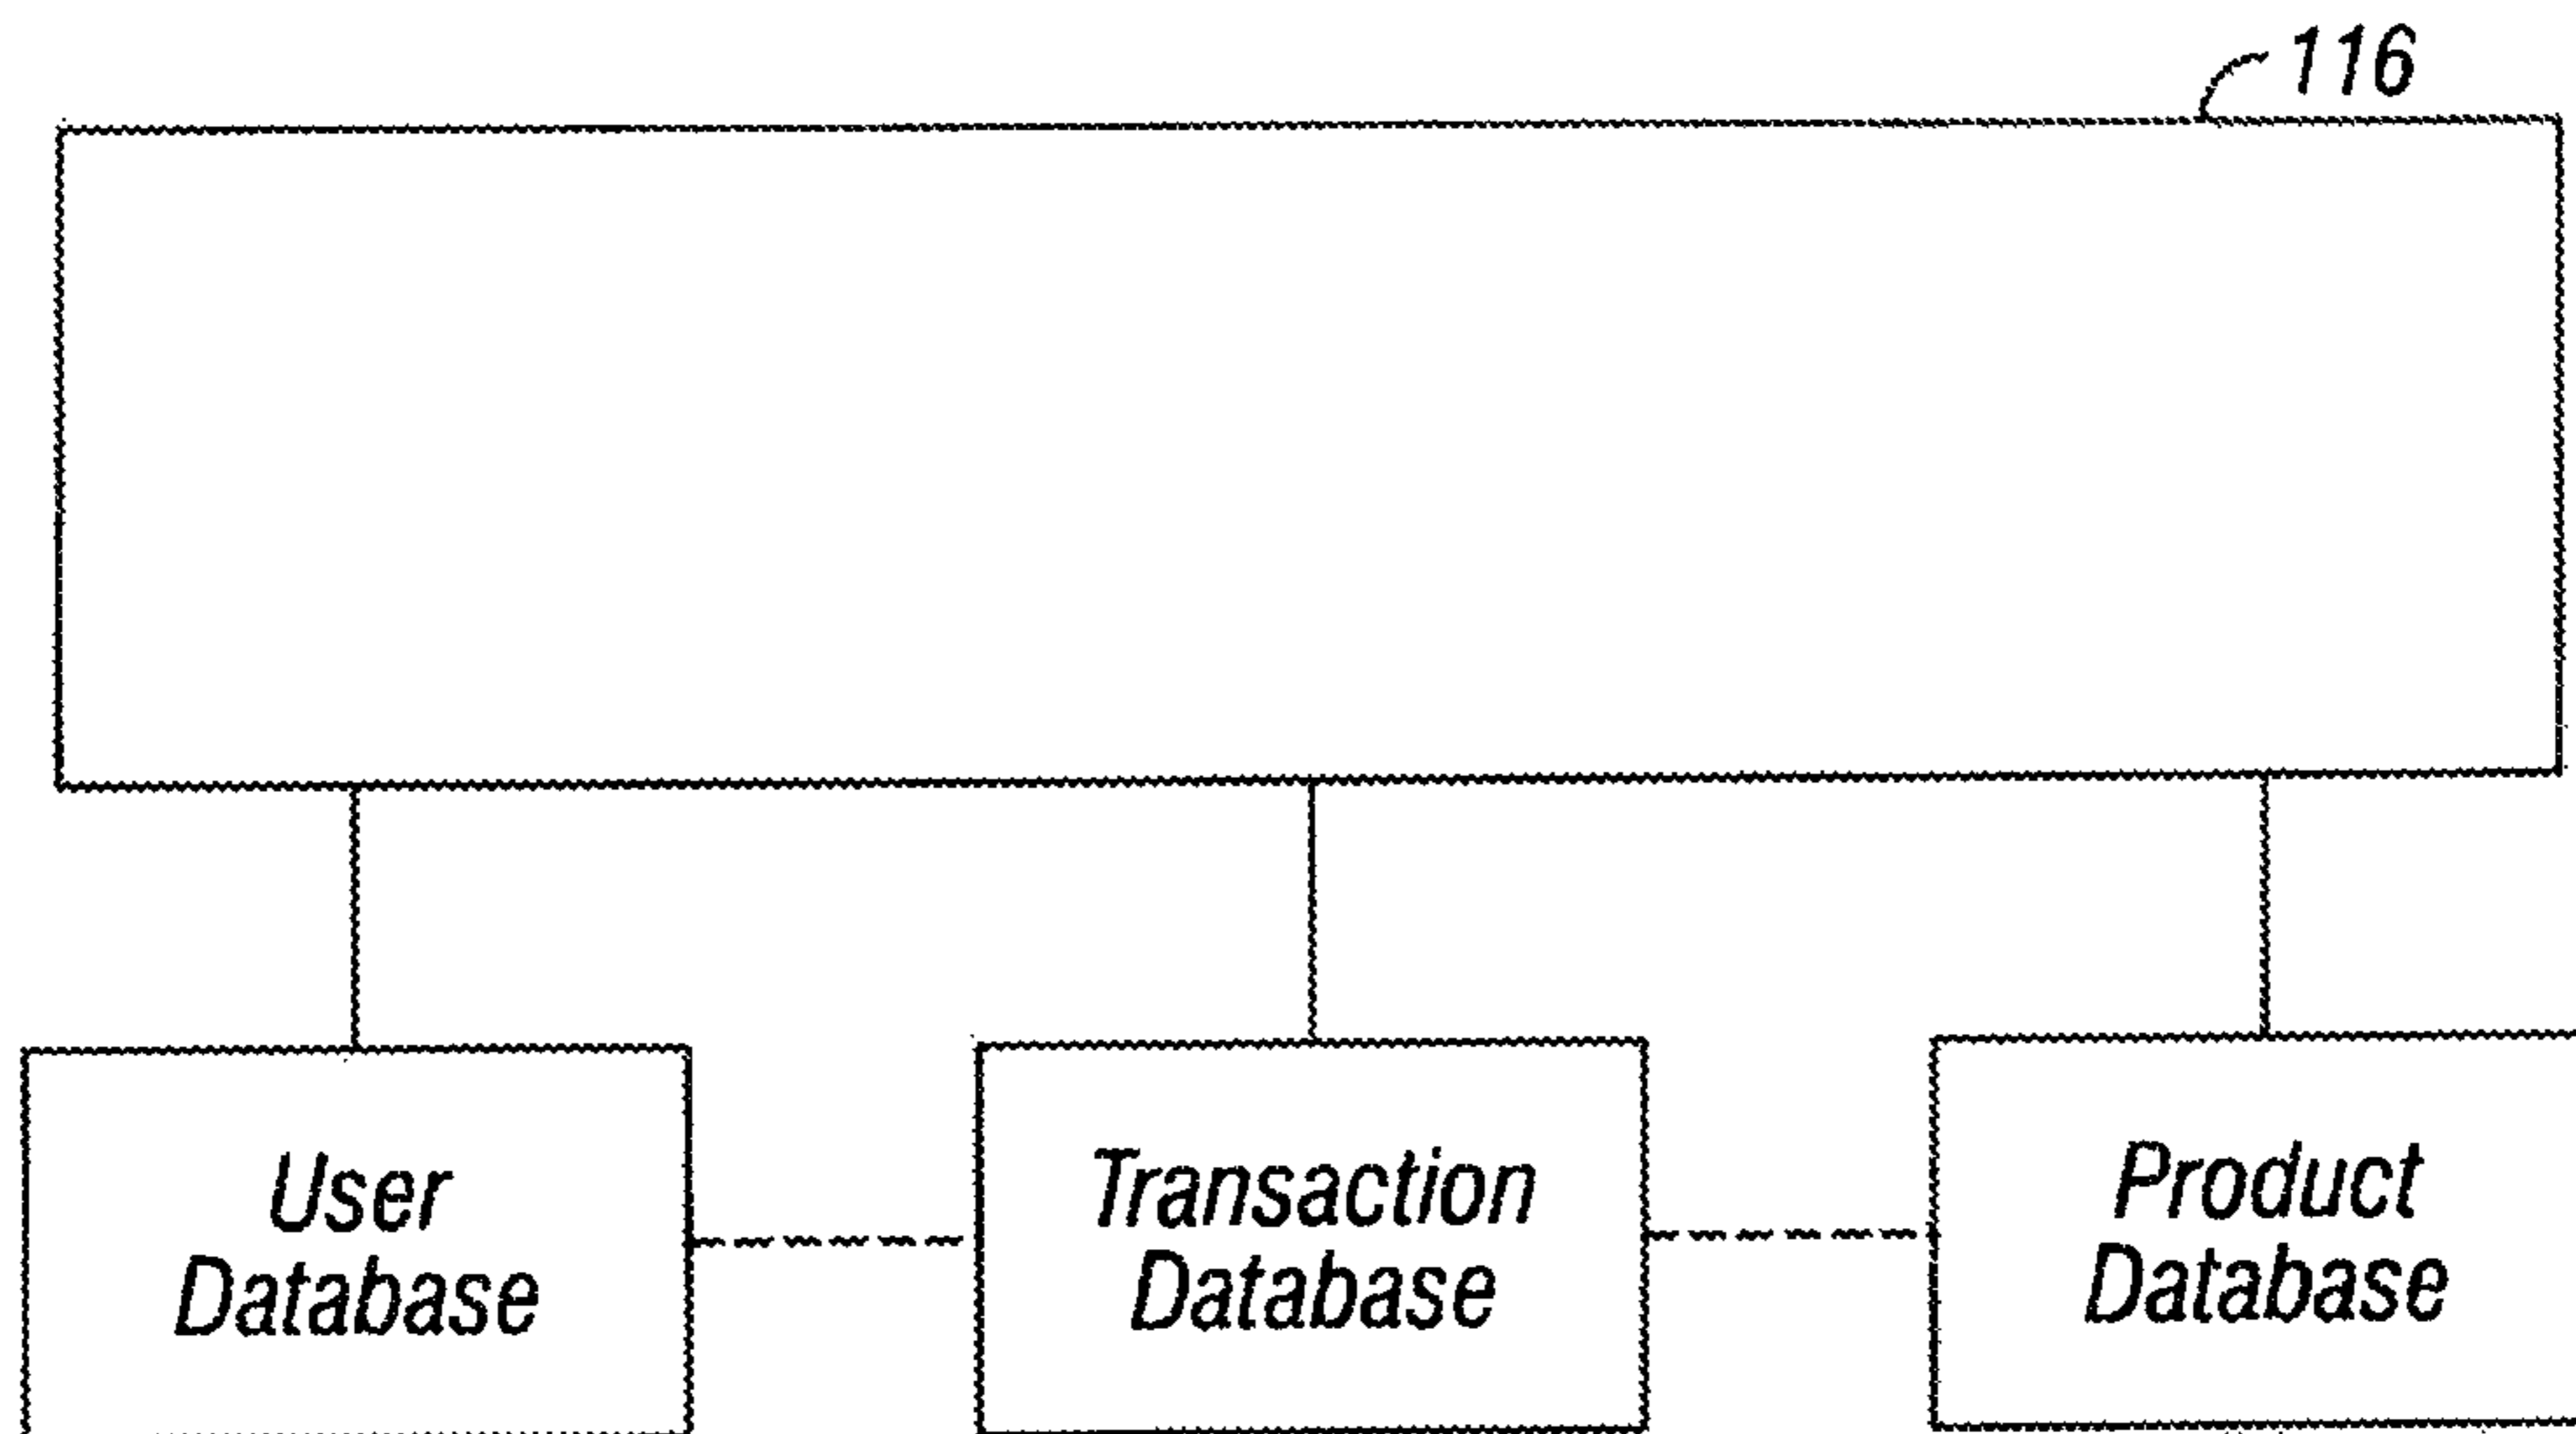 116
User
Database
Transaction
Database
Product
Database